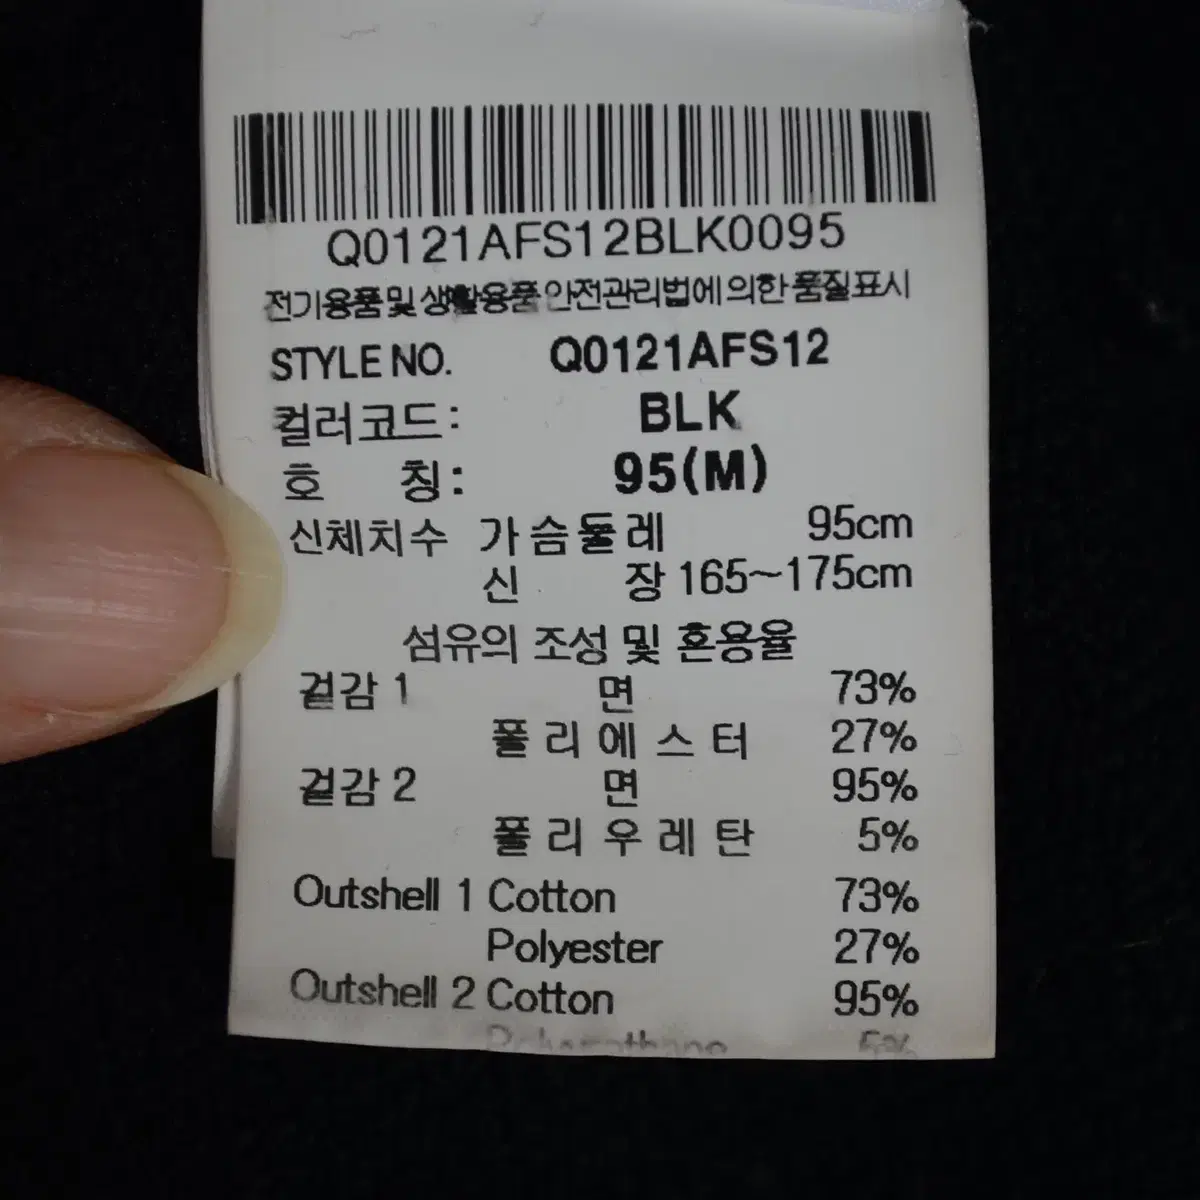 Q0121AFS12BLK0095
전기용품 및 생활용품 안전관리법에 의한 품질표시
STYLE NO. Q0121AFS12
컬러코드: BLK
호 칭: 95(M)
신체치수 가슴둘레 95cm
신 장 165~175cm
섬유의 조성 및 혼용율
겉감 1 면 73%
폴리에스터 27%
겉감 2 면 95%
폴리우레탄 5%
Outshell 1 Cotton 73%
Polyester 27%
Outshell 2 Cotton 95%
Polyurethane 5%